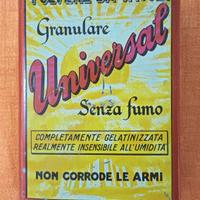 Granulare
Universal
Senza fumo
COMPLETAMENTE GELATINIZZATA
REALMENTE INSENSIBILE ALL'UMIDITÀ
NON CORRODE LE ARMI